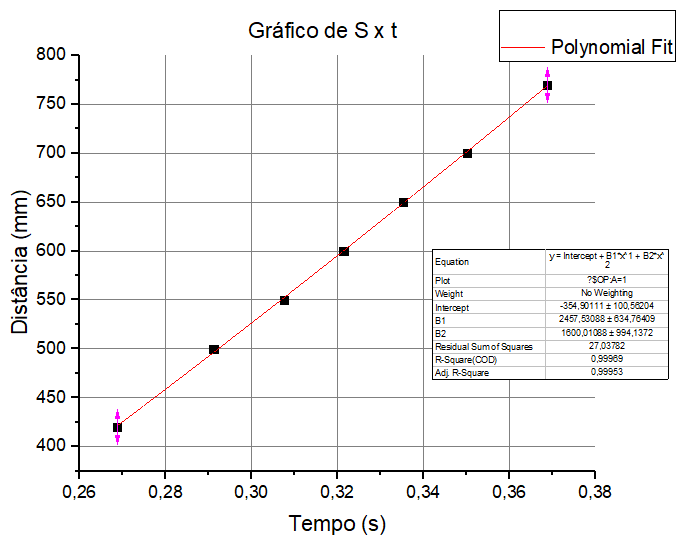 Gráfico de S x t
Polynomial Fit
Distância (mm)
800
750
700
650
600
550
500
450
400
0,26 0,28 0,30 0,32 0,34 0,36 0,38
Tempo (s)
Equation y = Intercept + B1*x^1 + B2*x^
2
Plot ?$OP:A=1
Weight No Weighting
Intercept -354,90111 ± 100,56204
B1 2457,53088 ± 634,76409
B2 1600,01088 ± 994,1372
Residual Sum of Squares 27,03782
R-Square(COD) 0,99969
Adj. R-Square 0,99953